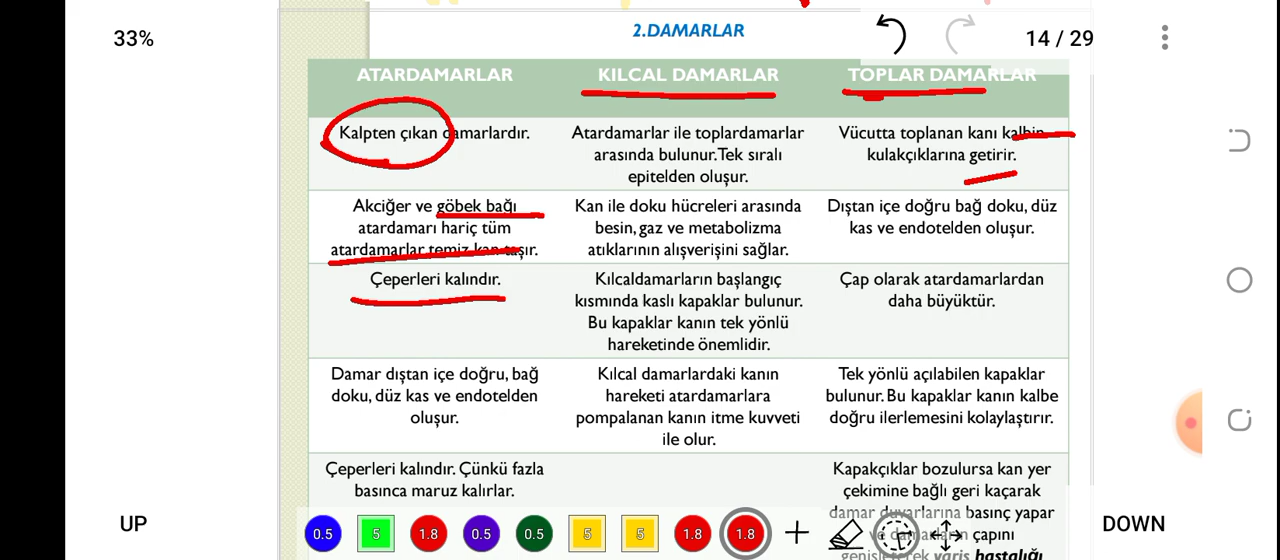 33%
14 / 29
2.DAMARLAR
ATARDAMARLAR
KILCAL DAMARLAR
TOPLAR DAMARLAR
Kalpten çıkan damarlardır.
Atardamarlar ile toplardamarlar
arasında bulunur.Tek sıralı
epitelden oluşur.
Vücutta toplanan kanı kalbin
kulakçıklarına getirir.
Akciğer ve göbek bağı
atardamarı hariç tüm
atardamarlar temiz kan taşır.
Kan ile doku hücreleri arasında
besin, gaz ve metabolizma
atıklarının alışverişini sağlar.
Dıştan içe doğru bağ doku, düz
kas ve endotelden oluşur.
Çeperleri kalındır.
Kılcaldamarların başlangıç
kısmında kaslı kapaklar bulunur.
Bu kapaklar kanın tek yönlü
hareketinde önemlidir.
Çap olarak atardamarlardan
daha büyüktür.
Damar dıştan içe doğru, bağ
doku, düz kas ve endotelden
oluşur.
Kılcal damarlardaki kanın
hareketi atardamarlara
pompalanan kanın itme kuvveti
ile olur.
Tek yönlü açılabilen kapaklar
bulunur. Bu kapaklar kanın kalbe
doğru ilerlemesini kolaylaştırır.
Çeperleri kalındır. Çünkü fazla
basınca maruz kalırlar.
Kapakçıklar bozulursa kan yer
çekimine bağlı geri kaçarak
damar duvarlarına basınç yapar
ve damarların çapını
genişleterek varis hastalığı
UP
0.5
5
1.8
0.5
0.5
5
5
1.8
1.8
DOWN